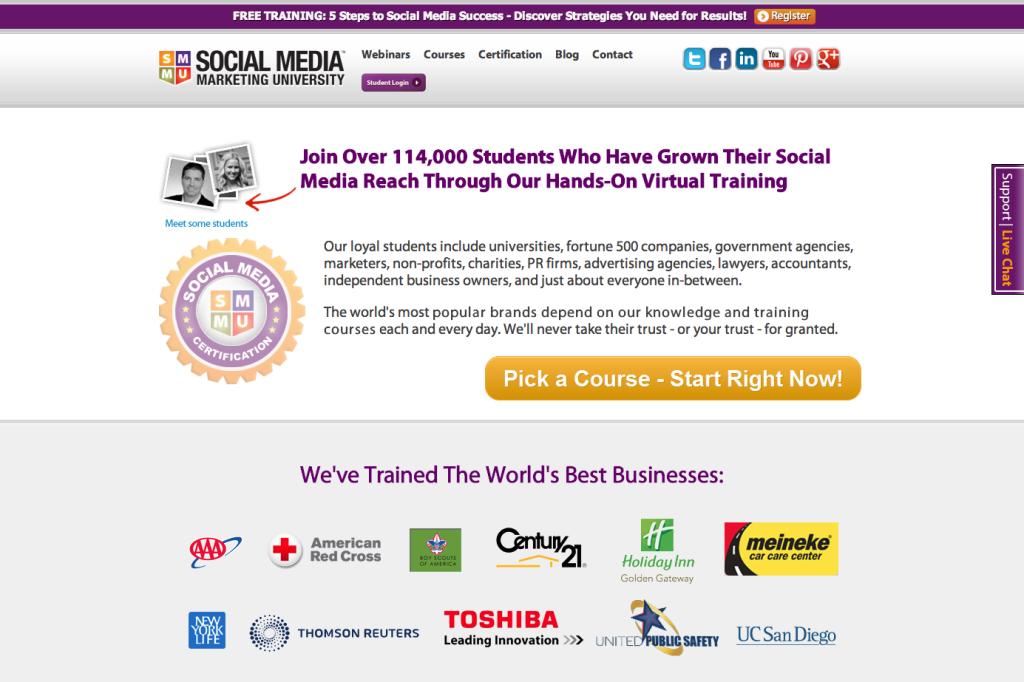 FREE TRAINING: 5 Steps to Social Media Success - Discover Strategies You Need for Results! Register
SM
MU
SOCIAL MEDIA
MARKETING UNIVERSITY
Webinars Courses Certification Blog Contact
Student Login
You
Tube
Join Over 114,000 Students Who Have Grown Their Social
Media Reach Through Our Hands-On Virtual Training
Meet some students
Support | Live Chat
SOCIAL MEDIA
SM
MU
CERTIFICATION
Our loyal students include universities, fortune 500 companies, government agencies,
marketers, non-profits, charities, PR firms, advertising agencies, lawyers, accountants,
independent business owners, and just about everyone in-between.
The world's most popular brands depend on our knowledge and training
courses each and every day. We'll never take their trust - or your trust - for granted.
Pick a Course - Start Right Now!
We've Trained The World's Best Businesses:
AAA
American
Red Cross
BOY SCOUTS
OF AMERICA
Century
21
H
Holiday Inn
Golden Gateway
meineke
car care center
NEW
YORK
LIFE
THOMSON REUTERS
TOSHIBA
Leading Innovation >>>
UNITED PUBLIC SAFETY
UC San Diego